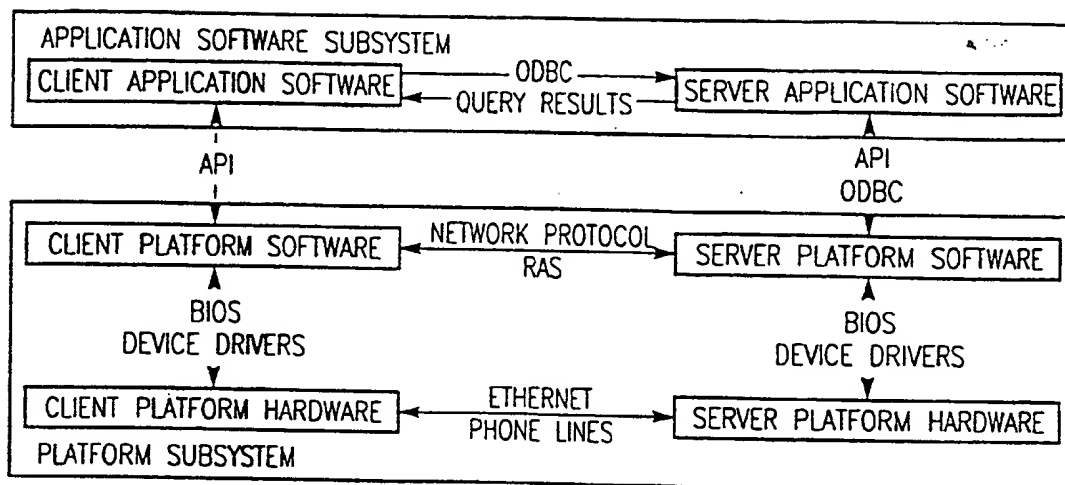 APPLICATION SOFTWARE SUBSYSTEM
CLIENT APPLICATION SOFTWARE
ODBC
QUERY RESULTS
SERVER APPLICATION SOFTWARE
API
API
ODBC
CLIENT PLATFORM SOFTWARE
NETWORK PROTOCOL
RAS
SERVER PLATFORM SOFTWARE
BIOS
DEVICE DRIVERS
BIOS
DEVICE DRIVERS
CLIENT PLATFORM HARDWARE
ETHERNET
PHONE LINES
SERVER PLATFORM HARDWARE
PLATFORM SUBSYSTEM